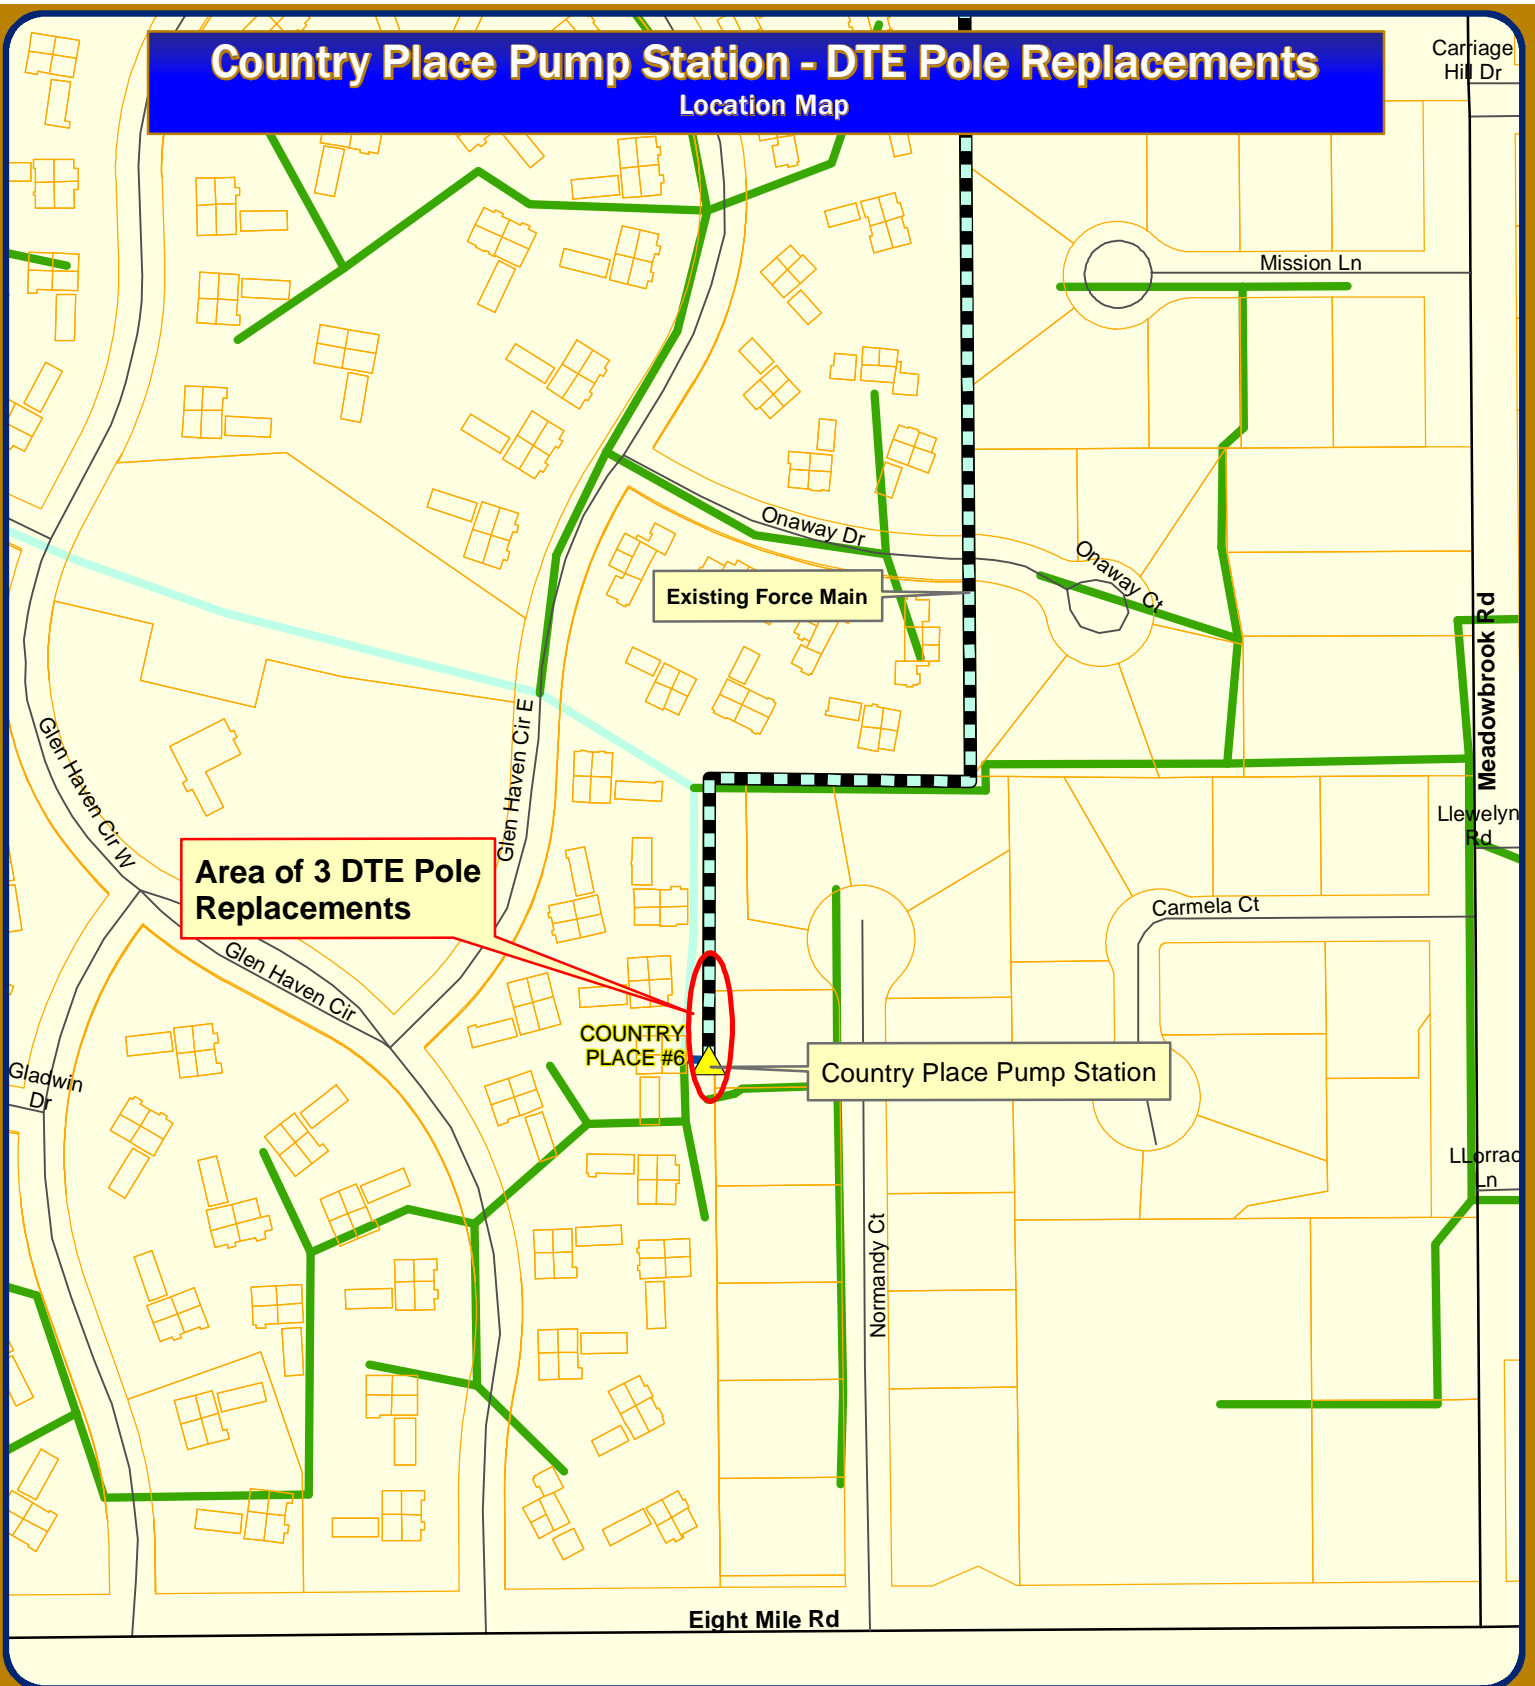 Country Place Pump Station - DTE Pole Replacements
Location Map
Carriage
Hill Dr
Mission Ln
Onaway Dr
Onaway Ct
Existing Force Main
Meadowbrook Rd
Glen Haven Cir E
Glen Haven Cir W
Llewelyn
Rd
Area of 3 DTE Pole
Replacements
Carmela Ct
Glen Haven Cir
COUNTRY
PLACE #6
Country Place Pump Station
Gladwin
Dr
LLorrac
Ln
Normandy Ct
Eight Mile Rd